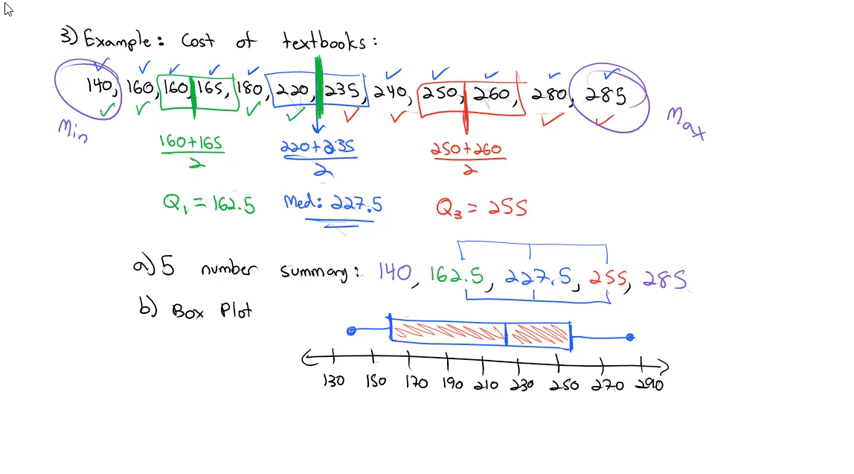 3) Example: Cost of textbooks:
140, 160, 160, 165, 180, 220, 235, 240, 250, 260, 280, 285
Min
Max
160+165
2
220+235
2
250+260
2
Q₁ = 162.5
Med: 227.5
Q₃ = 255
a) 5 number summary: 140, 162.5, 227.5, 255, 285
b) Box Plot
130 150 170 190 210 230 250 270 290